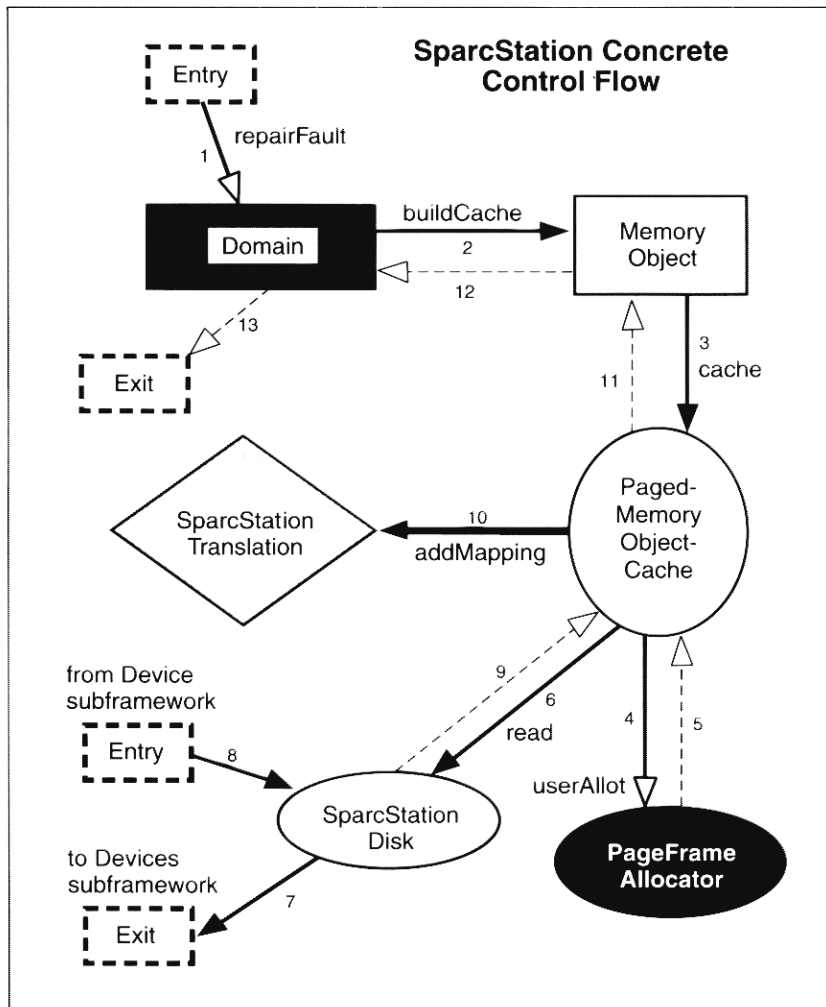 SparcStation Concrete
Control Flow
Entry
repairFault
1
Domain
buildCache
2
12
Memory
Object
13
Exit
3
cache
11
Paged-
Memory
Object-
Cache
SparcStation
Translation
10
addMapping
from Device
subframework
Entry
8
9
6
read
4
5
userAllot
SparcStation
Disk
PageFrame
Allocator
to Devices
subframework
Exit
7